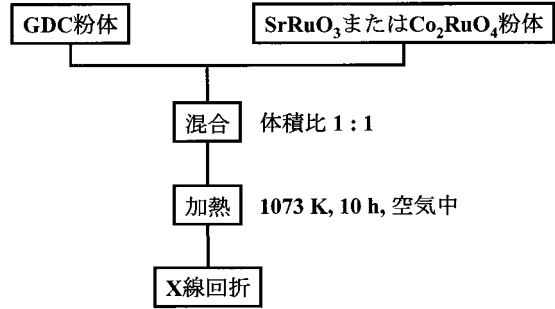 GDC粉体
SrRuO3またはCo2RuO4粉体
混合 体積比 1 : 1
加熱 1073 K, 10 h, 空気中
X線回折